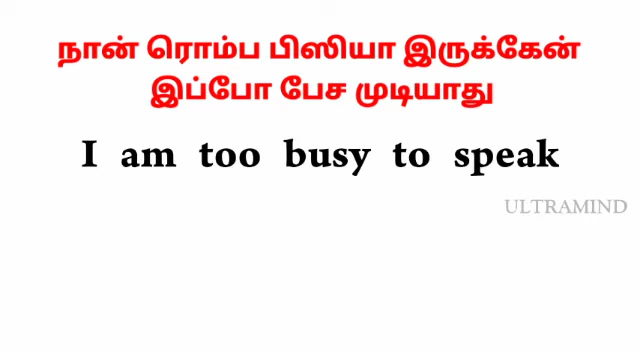 நான் ரொம்ப பிஸியா இருக்கேன்
இப்போ பேச முடியாது
I am too busy to speak
ULTRAMIND